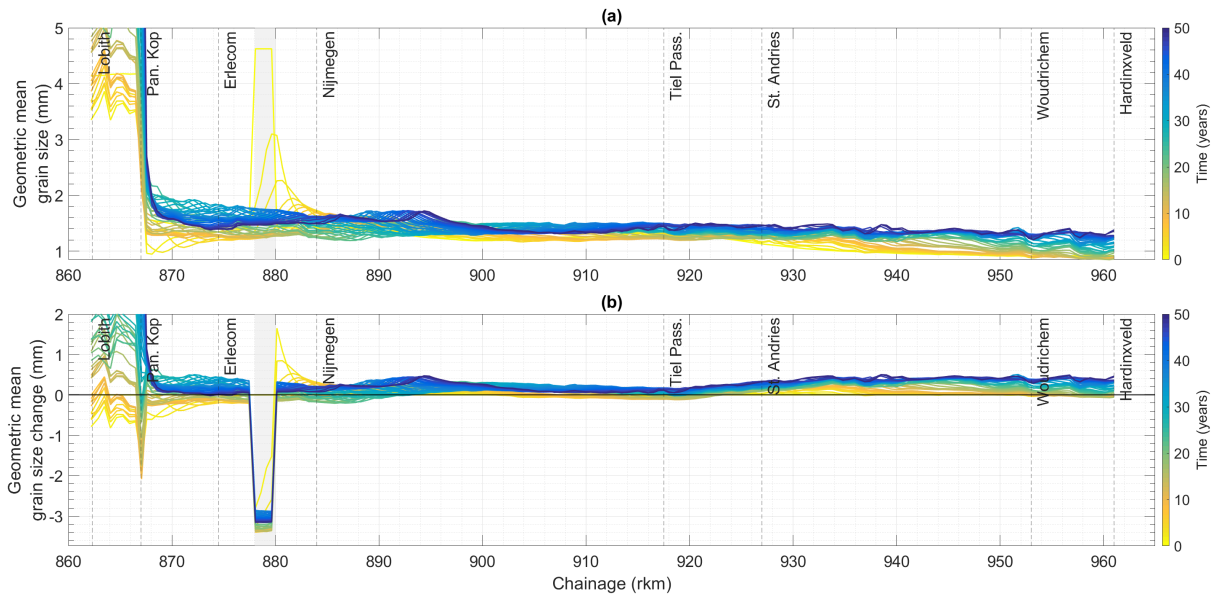 (a)
Geometric mean
grain size (mm)
5
4
3
2
1
Lobith
Pan. Kop
Erlecom
Nijmegen
Tiel Pass.
St. Andries
Woudrichem
Hardinxveld
860
870
880
890
900
910
920
930
940
950
960
50
40
30
20
10
0
Time (years)
(b)
Geometric mean
grain size change (mm)
2
1
0
-1
-2
-3
Lobith
Pan. Kop
Erlecom
Nijmegen
Tiel Pass.
St. Andries
Woudrichem
Hardinxveld
860
870
880
890
900
910
920
930
940
950
960
Chainage (rkm)
50
40
30
20
10
0
Time (years)